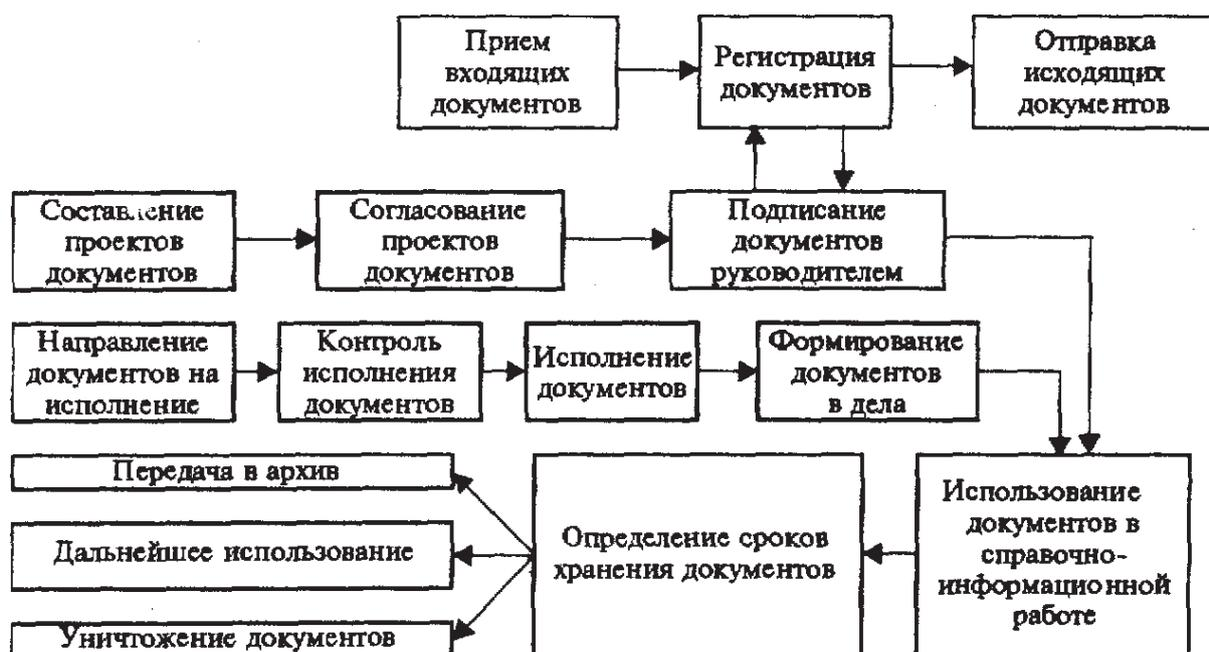 Прием
входящих
документов
Регистрация
документов
Отправка
исходящих
документов
Составление
проектов
документов
Согласование
проектов
документов
Подписание
документов
руководителем
Направление
документов на
исполнение
Контроль
исполнения
документов
Исполнение
документов
Формирование
документов
в дела
Передача в архив
Дальнейшее использование
Уничтожение документов
Определение сроков
хранения документов
Использование
документов в
справочно-
информационной
работе